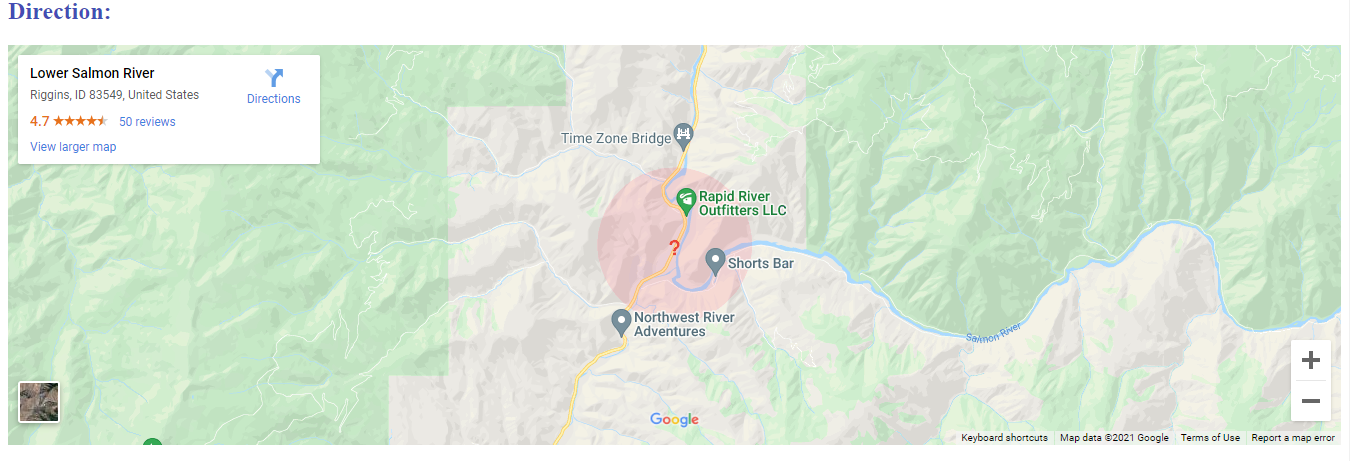 Direction:
Lower Salmon River
Riggins, ID 83549, United States
Directions
4.7
50 reviews
View larger map
Time Zone Bridge
Rapid River
Outfitters LLC
?
Shorts Bar
Northwest River
Adventures
Salmon River
Google
Keyboard shortcuts
Map data ©2021 Google
Terms of Use
Report a map error